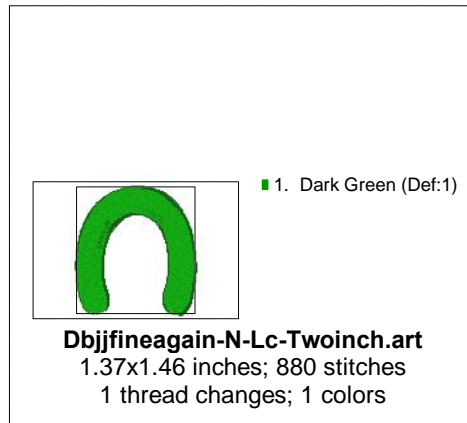 1. Dark Green (Def:1)
Dbjjfineagain-N-Lc-Twoinch.art
1.37x1.46 inches; 880 stitches
1 thread changes; 1 colors